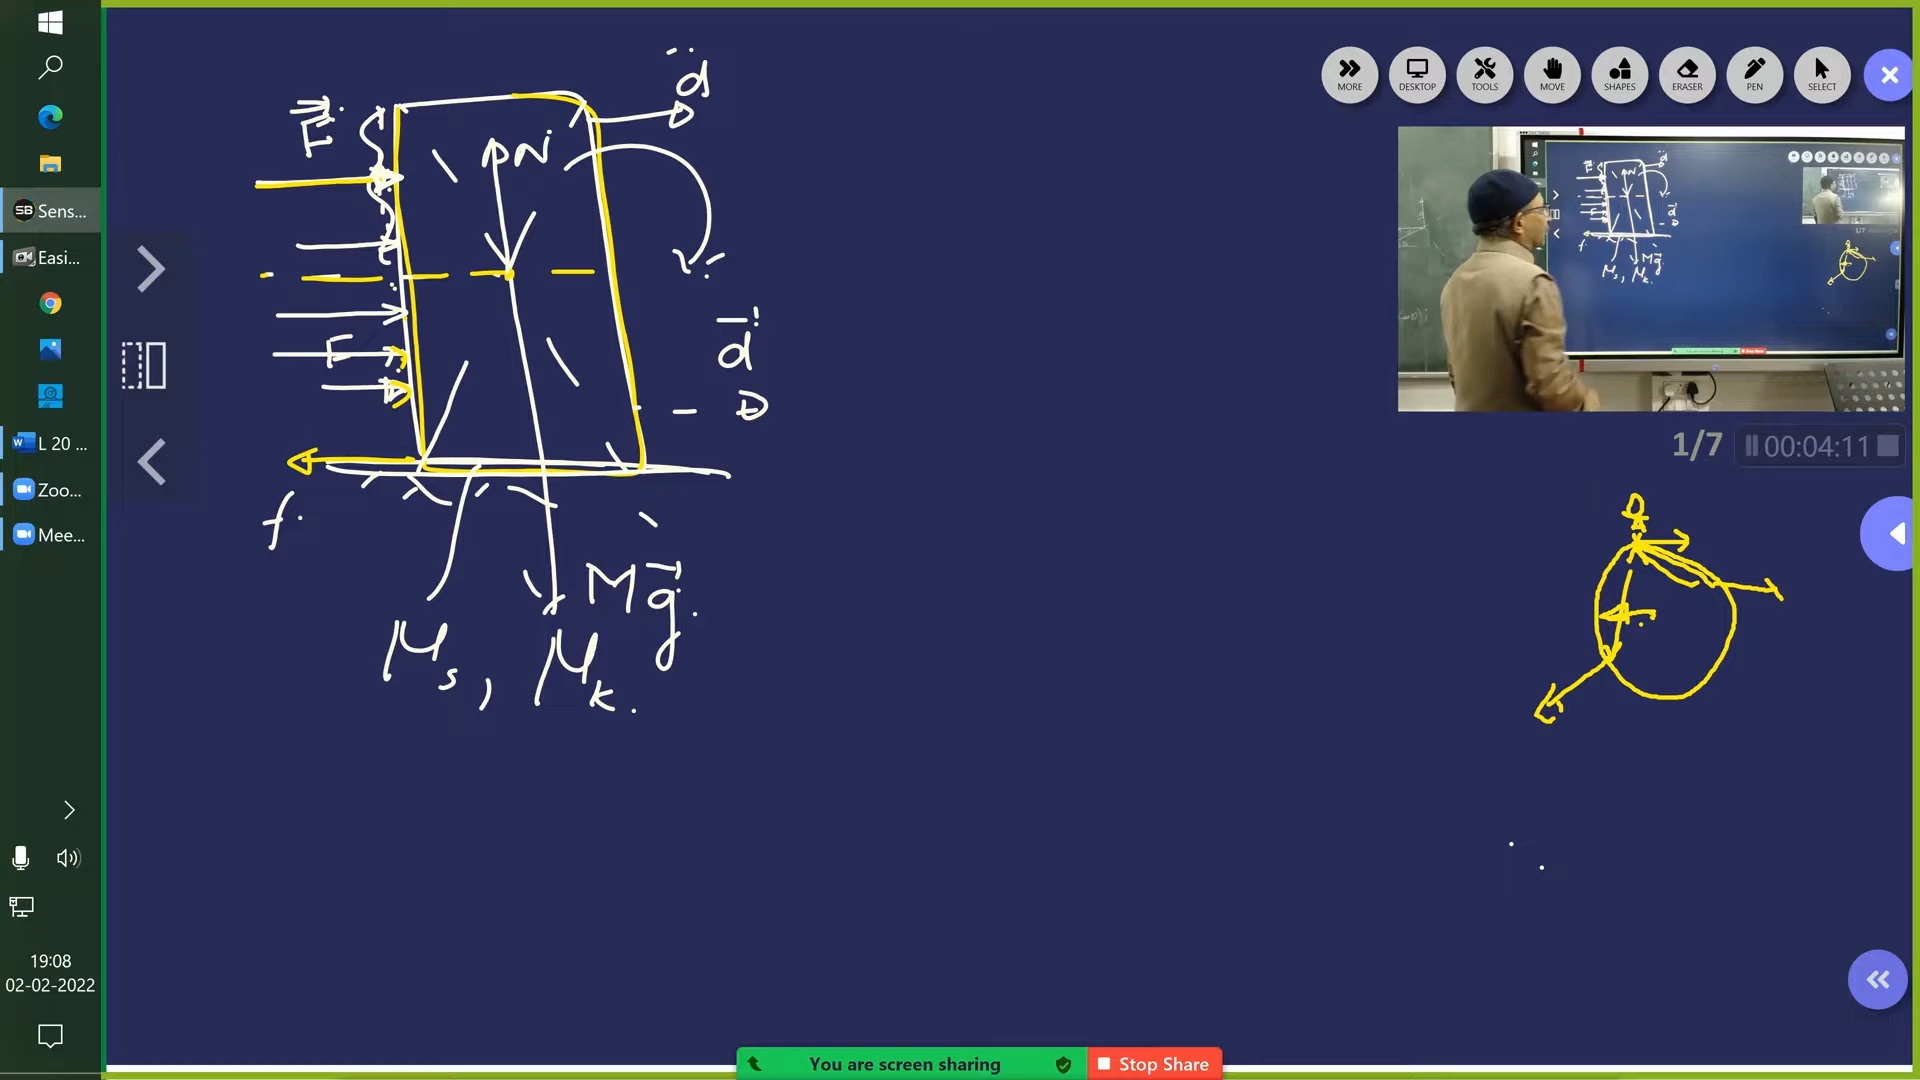 MORE
DESKTOP
TOOLS
MOVE
SHAPES
ERASER
PEN
SELECT
F
N
d
F
d
f
M g
μs, μk.
1/7
00:04:11
SB Sens...
Easi...
L 20 ...
Zoo...
Mee...
19:08
02-02-2022
You are screen sharing
Stop Share